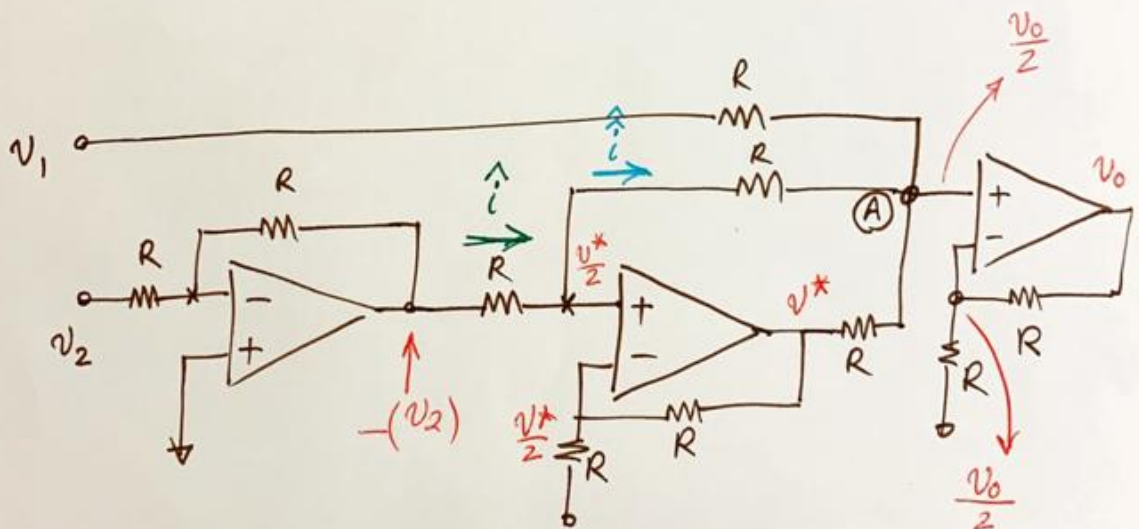 v₀/2
R
v₁
î
R
R
î
v₀
A
+
−
R
R
v*/2
v*
−
+
v₂
+
−
R
R
R
−(v₂)
v*/2
R
R
v₀/2